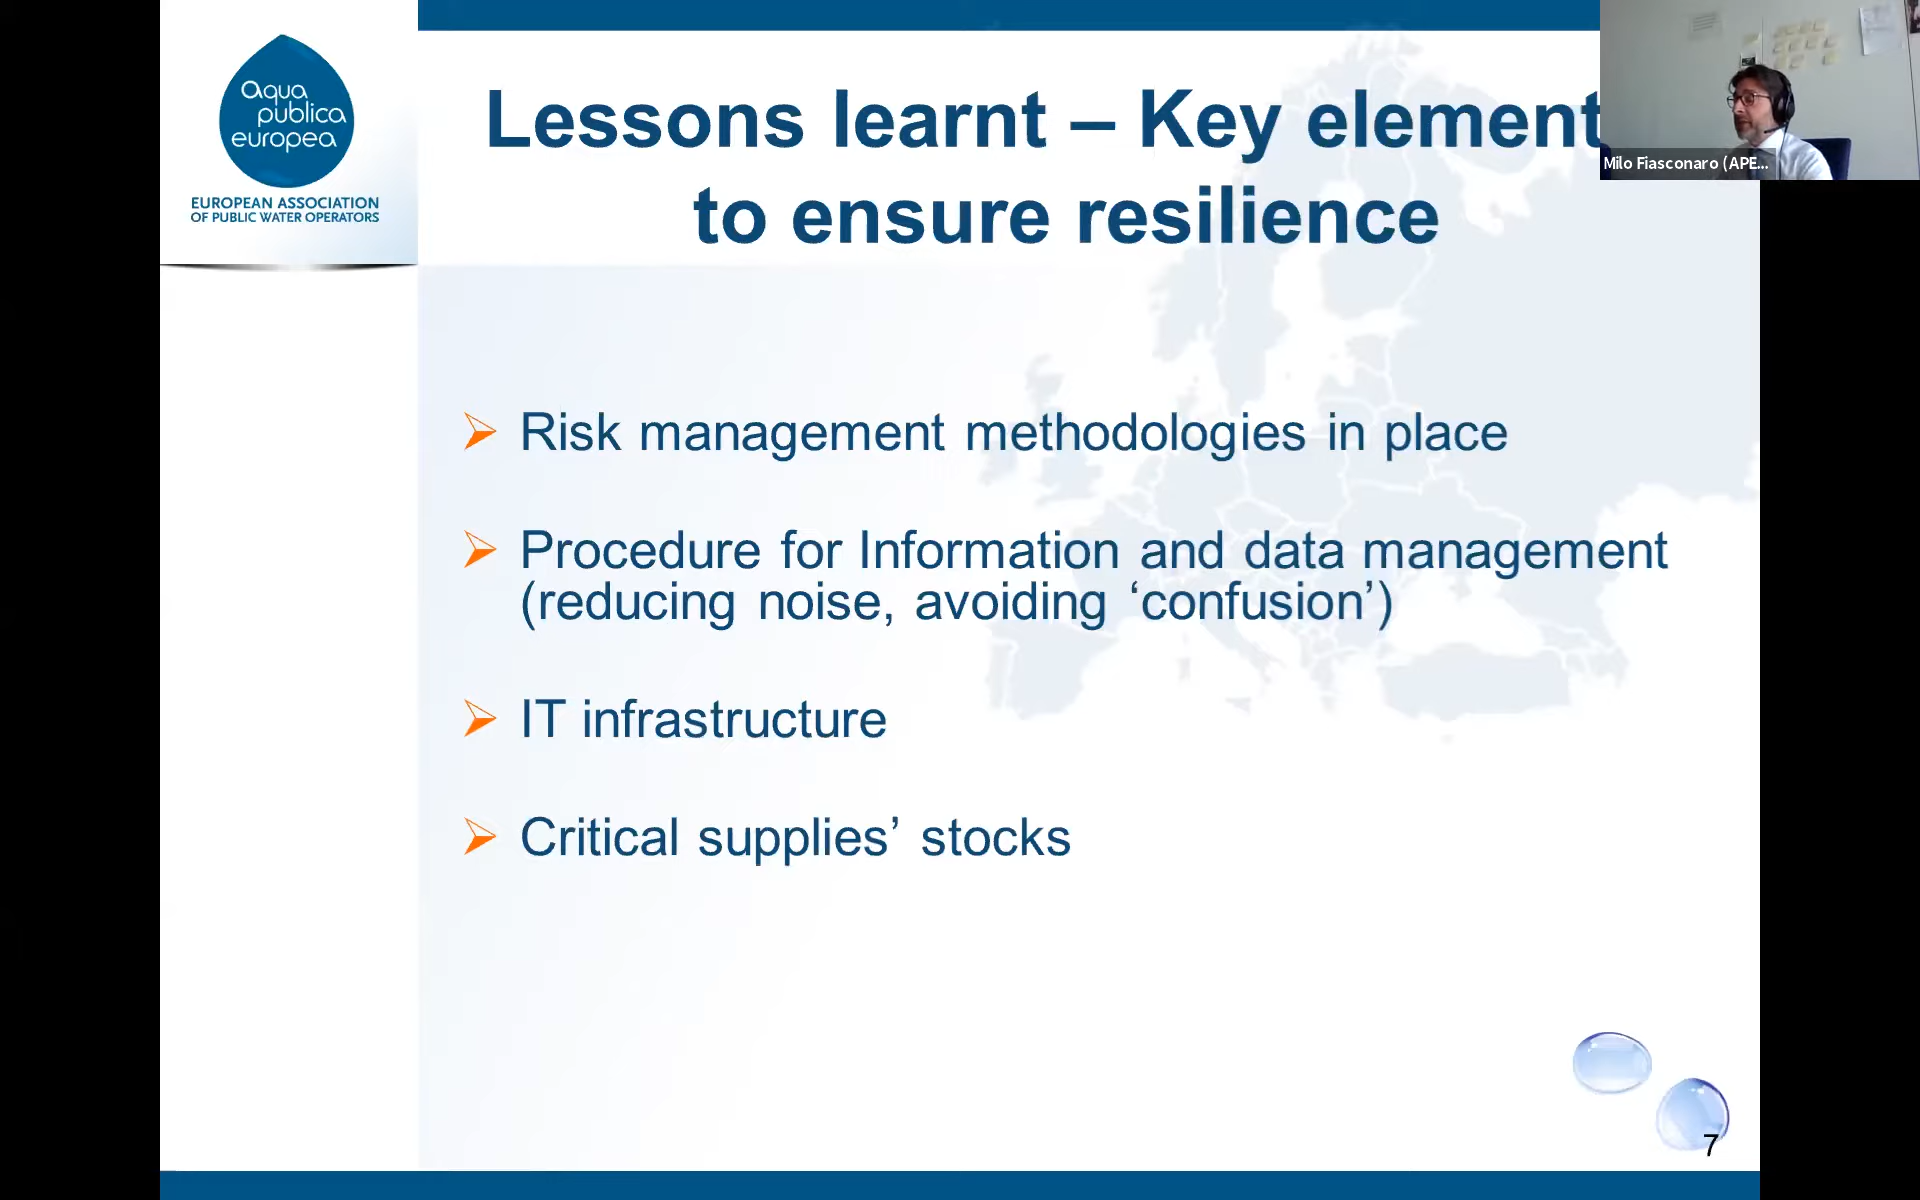 aqua
publica
europea
EUROPEAN ASSOCIATION
OF PUBLIC WATER OPERATORS
Lessons learnt – Key element
to ensure resilience
Milo Fiasconaro (APE...
Risk management methodologies in place
Procedure for Information and data management
(reducing noise, avoiding ‘confusion’)
IT infrastructure
Critical supplies’ stocks
7